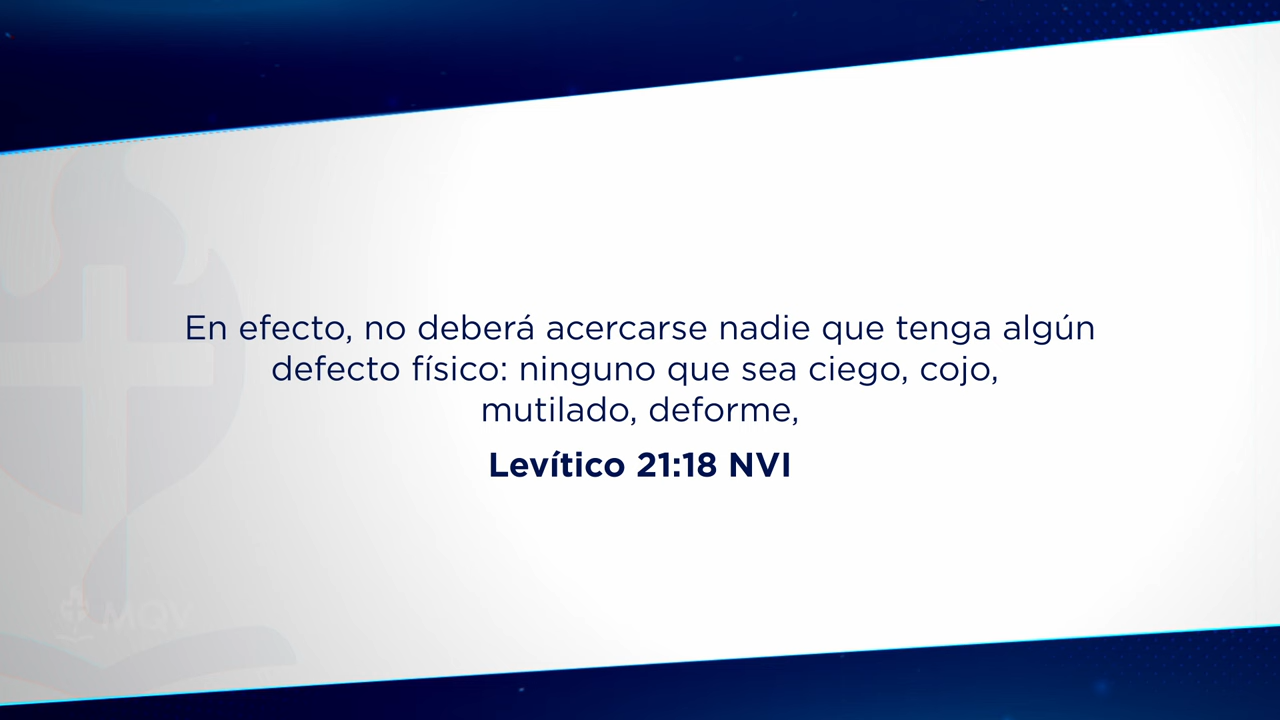 En efecto, no deberá acercarse nadie que tenga algún
defecto físico: ninguno que sea ciego, cojo,
mutilado, deforme,
Levítico 21:18 NVI
MQV